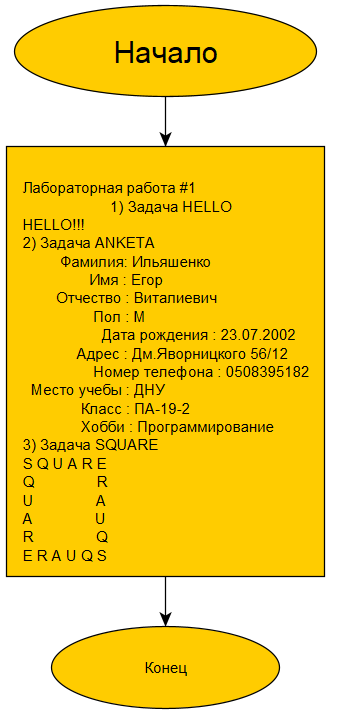 Начало
Лабораторная работа #1
1) Задача HELLO
HELLO!!!
2) Задача ANKETA
Фамилия: Ильяшенко
Имя : Егор
Отчество : Виталиевич
Пол : М
Дата рождения : 23.07.2002
Адрес : Дм.Яворницкого 56/12
Номер телефона : 0508395182
Место учебы : ДНУ
Класс : ПА-19-2
Хобби : Программирование
3) Задача SQUARE
S Q U A R E
Q R
U A
A U
R Q
E R A U Q S
Конец